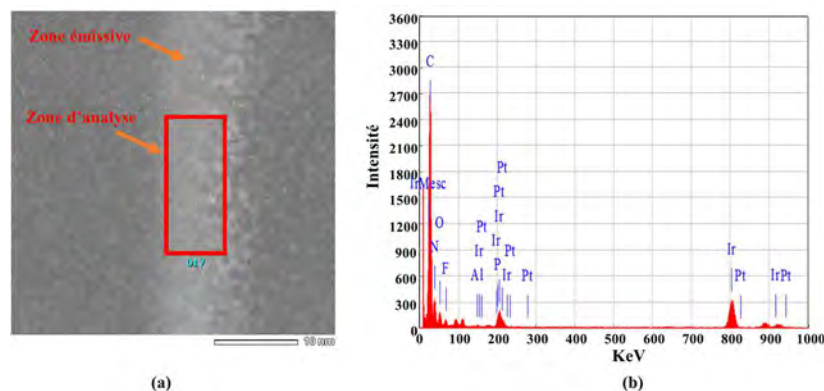 Zone émissive
Zone d'analyse
017
10 nm
(a)
3600
3300
3000
2700
2400
2100
1800
1500
1200
900
600
300
0
Intensité
C
IrMesc
O
N
F
Pt
Ir
Al
Pt
Pt
Ir
Ir
P
Pt
Ir
Pt
Ir
Pt
Ir
Pt
0 100 200 300 400 500 600 700 800 900 1000
KeV
(b)